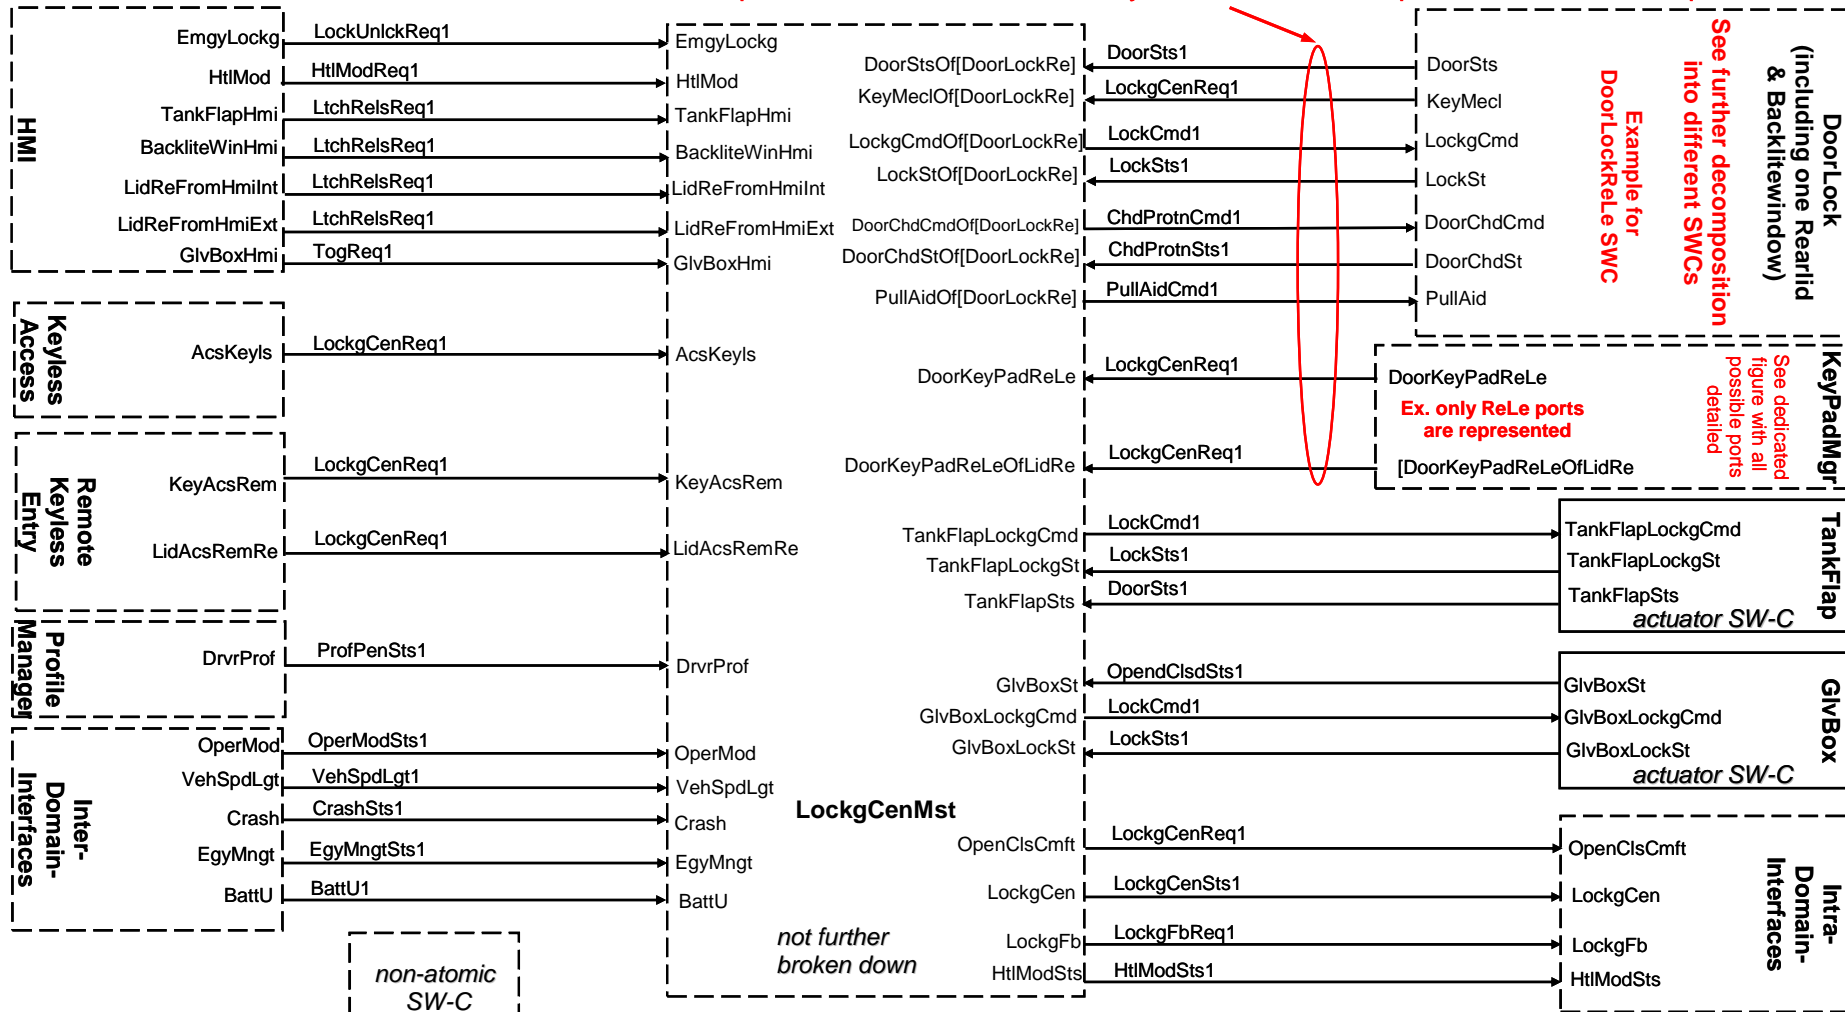 HMI
EmgyLockg
LockUnlckReq1
HtlMod
HtlModReq1
TankFlapHmi
LtchRelsReq1
BackliteWinHmi
LtchRelsReq1
LidReFromHmiInt
LtchRelsReq1
LidReFromHmiExt
LtchRelsReq1
GlvBoxHmi
TogReq1
Keyless
Access
AcsKeyls
LockgCenReq1
Remote
Keyless
Entry
KeyAcsRem
LockgCenReq1
LidAcsRemRe
LockgCenReq1
Profile
Manager
DrvrProf
ProfPenSts1
Inter-
Domain-
Interfaces
OperMod
OperModSts1
VehSpdLgt
VehSpdLgt1
Crash
CrashSts1
EgyMngt
EgyMngtSts1
BattU
BattU1
non-atomic
SW-C
EmgyLockg
HtlMod
TankFlapHmi
BackliteWinHmi
LidReFromHmiInt
LidReFromHmiExt
GlvBoxHmi
AcsKeyls
KeyAcsRem
LidAcsRemRe
DrvrProf
OperMod
VehSpdLgt
Crash
EgyMngt
BattU
LockgCenMst
not further
broken down
DoorStsOf[DoorLockRe]
KeyMeclOf[DoorLockRe]
LockgCmdOf[DoorLockRe]
LockStOf[DoorLockRe]
DoorChdCmdOf[DoorLockRe]
DoorChdStOf[DoorLockRe]
PullAidOf[DoorLockRe]
DoorKeyPadReLe
DoorKeyPadReLeOfLidRe
TankFlapLockgCmd
TankFlapLockgSt
TankFlapSts
GlvBoxSt
GlvBoxLockgCmd
GlvBoxLockSt
OpenClsCmft
LockgCen
LockgFb
HtlModSts
DoorSts1
LockgCenReq1
LockCmd1
LockSts1
ChdProtnCmd1
ChdProtnSts1
PullAidCmd1
LockgCenReq1
LockgCenReq1
LockCmd1
LockSts1
DoorSts1
OpendClsdSts1
LockCmd1
LockSts1
LockgCenReq1
LockgCenSts1
LockgFbReq1
HtlModSts1
DoorSts
KeyMecl
LockgCmd
LockSt
DoorChdCmd
DoorChdSt
PullAid
DoorLock
(including one Rearlid
& Backlitewindow)
See further decomposition
into different SWCs
Example for
DoorLockReLe SWC
KeyPadMgr
See dedicated
figure with all
possible ports
detailed
DoorKeyPadReLe
Ex. only ReLe ports
are represented
[DoorKeyPadReLeOfLidRe
TankFlap
TankFlapLockgCmd
TankFlapLockgSt
TankFlapSts
actuator SW-C
GlvBox
GlvBoxSt
GlvBoxLockgCmd
GlvBoxLockSt
actuator SW-C
Intra-
Domain-
Interfaces
OpenClsCmft
LockgCen
LockgFb
HtlModSts